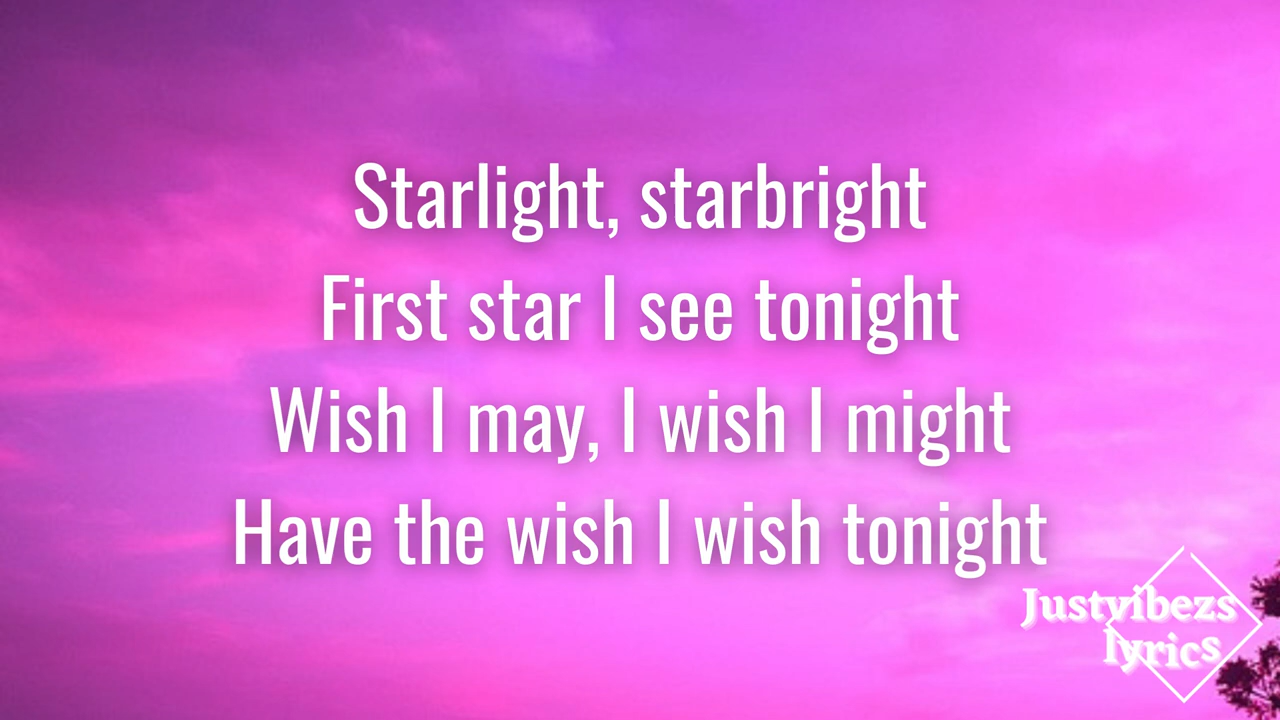 Starlight, starbright
First star I see tonight
Wish I may, I wish I might
Have the wish I wish tonight
Justvibezs
lyrics